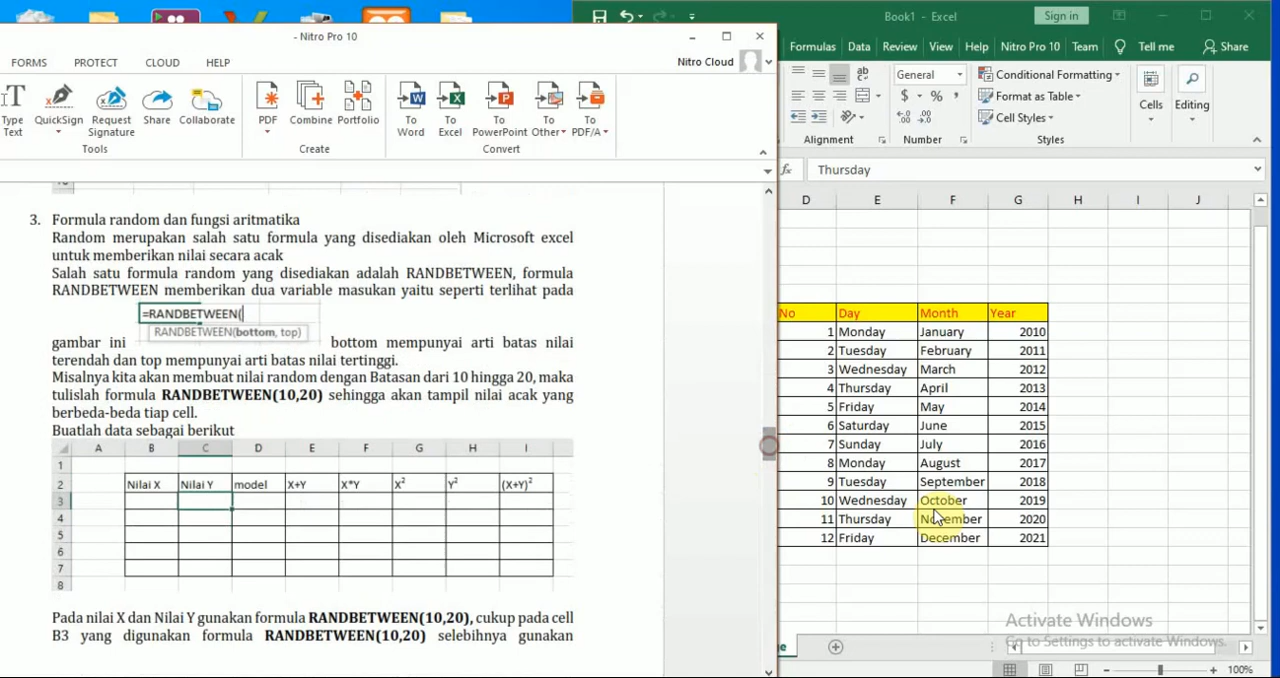 Book1 - Excel
Sign in
- Nitro Pro 10
FORMS PROTECT CLOUD HELP
Nitro Cloud
Formulas Data Review View Help Nitro Pro 10 Team Tell me Share
Type Text
QuickSign
Request Signature
Share
Collaborate
PDF
Combine
Portfolio
To Word
To Excel
To PowerPoint
To Other
To PDF/A
Tools Create Convert
General
$ % ,
Conditional Formatting
Format as Table
Cell Styles
Cells
Editing
Alignment Number Styles
fx Thursday
3. Formula random dan fungsi aritmatika
Random merupakan salah satu formula yang disediakan oleh Microsoft excel
untuk memberikan nilai secara acak
Salah satu formula random yang disediakan adalah RANDBETWEEN, formula
RANDBETWEEN memberikan dua variable masukan yaitu seperti terlihat pada
=RANDBETWEEN(
RANDBETWEEN(bottom, top)
gambar ini bottom mempunyai arti batas nilai
terendah dan top mempunyai arti batas nilai tertinggi.
Misalnya kita akan membuat nilai random dengan Batasan dari 10 hingga 20, maka
tulislah formula RANDBETWEEN(10,20) sehingga akan tampil nilai acak yang
berbeda-beda tiap cell.
Buatlah data sebagai berikut
A B C D E F G H I
1
2 Nilai X Nilai Y model X+Y X*Y X² Y² (X+Y)²
3
4
5
6
7
8
Pada nilai X dan Nilai Y gunakan formula RANDBETWEEN(10,20), cukup pada cell
B3 yang digunakan formula RANDBETWEEN(10,20) selebihnya gunakan
D E F G H I J
No Day Month Year
1 Monday January 2010
2 Tuesday February 2011
3 Wednesday March 2012
4 Thursday April 2013
5 Friday May 2014
6 Saturday June 2015
7 Sunday July 2016
8 Monday August 2017
9 Tuesday September 2018
10 Wednesday October 2019
11 Thursday November 2020
12 Friday December 2021
Activate Windows
Go to Settings to activate Windows.
100%